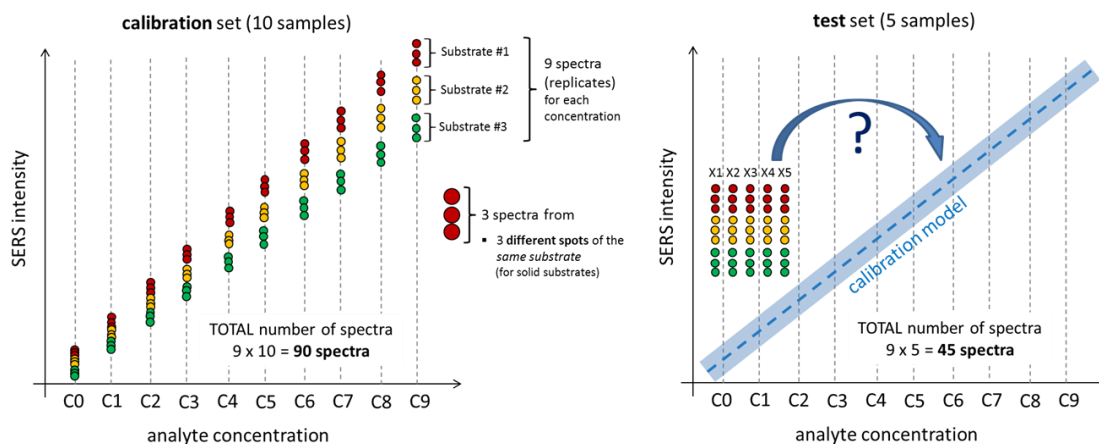 calibration set (10 samples)
SERS intensity
Substrate #1
Substrate #2
Substrate #3
9 spectra
(replicates)
for each
concentration
3 spectra from
▪ 3 different spots of the
same substrate
(for solid substrates)
TOTAL number of spectra
9 x 10 = 90 spectra
C0 C1 C2 C3 C4 C5 C6 C7 C8 C9
analyte concentration
test set (5 samples)
SERS intensity
?
X1 X2 X3 X4 X5
calibration model
TOTAL number of spectra
9 x 5 = 45 spectra
C0 C1 C2 C3 C4 C5 C6 C7 C8 C9
analyte concentration